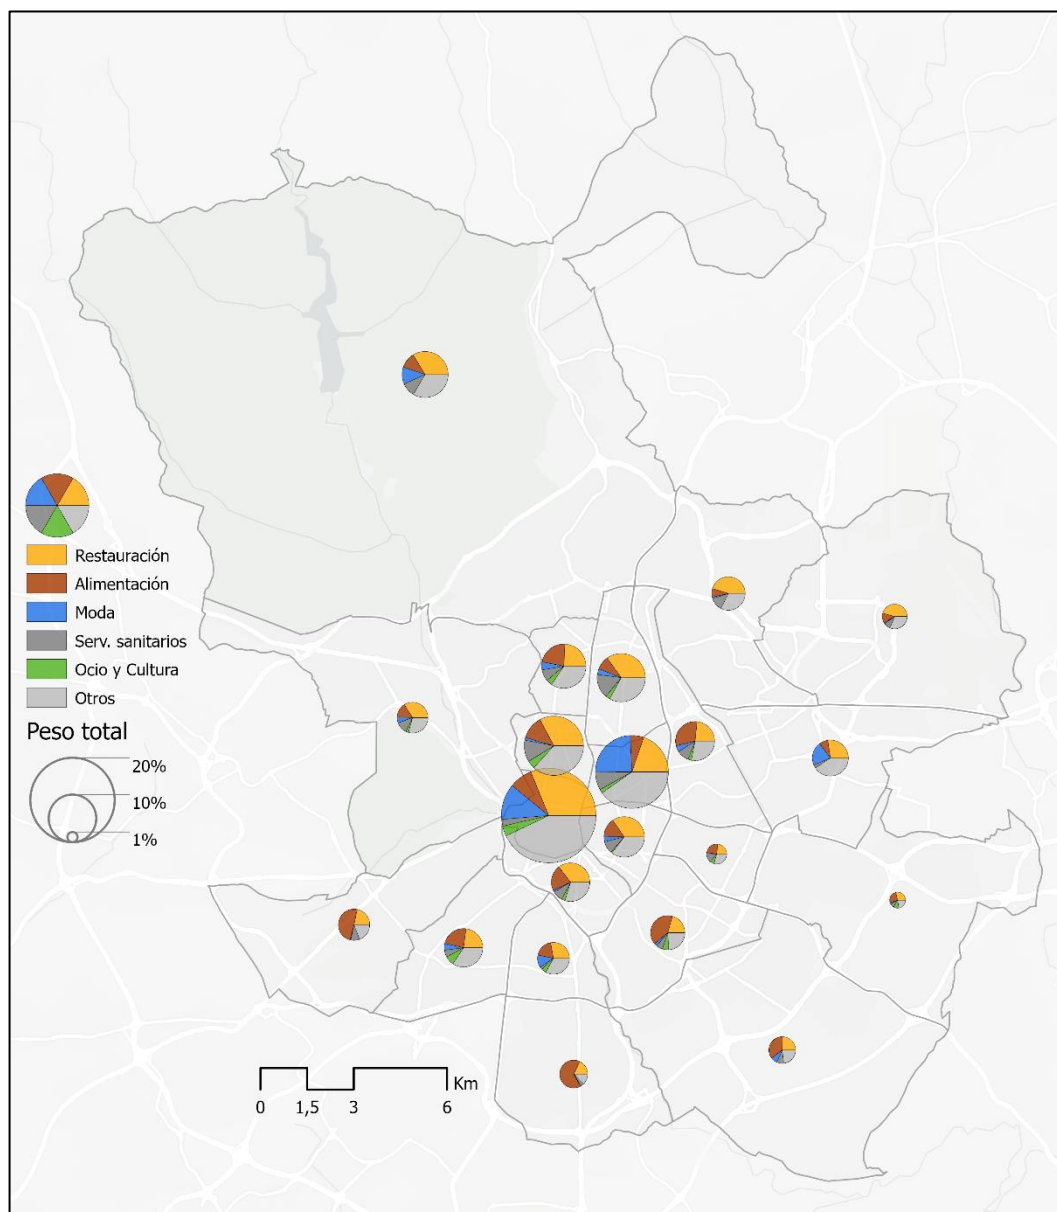 Restauración
Alimentación
Moda
Serv. sanitarios
Ocio y Cultura
Otros
Peso total
20%
10%
1%
Km
0 1,5 3 6